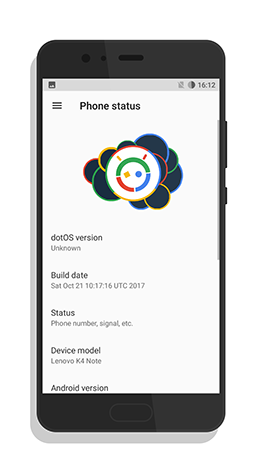 16:12
Phone status
dotOS version
Unknown
Build date
Sat Oct 21 10:17:16 UTC 2017
Status
Phone number, signal, etc.
Device model
Lenovo K4 Note
Android version